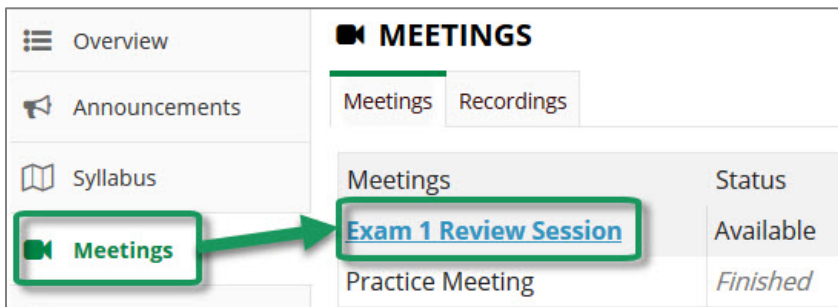 Overview
Announcements
Syllabus
Meetings
MEETINGS
Meetings Recordings
Meetings Status
Exam 1 Review Session Available
Practice Meeting Finished